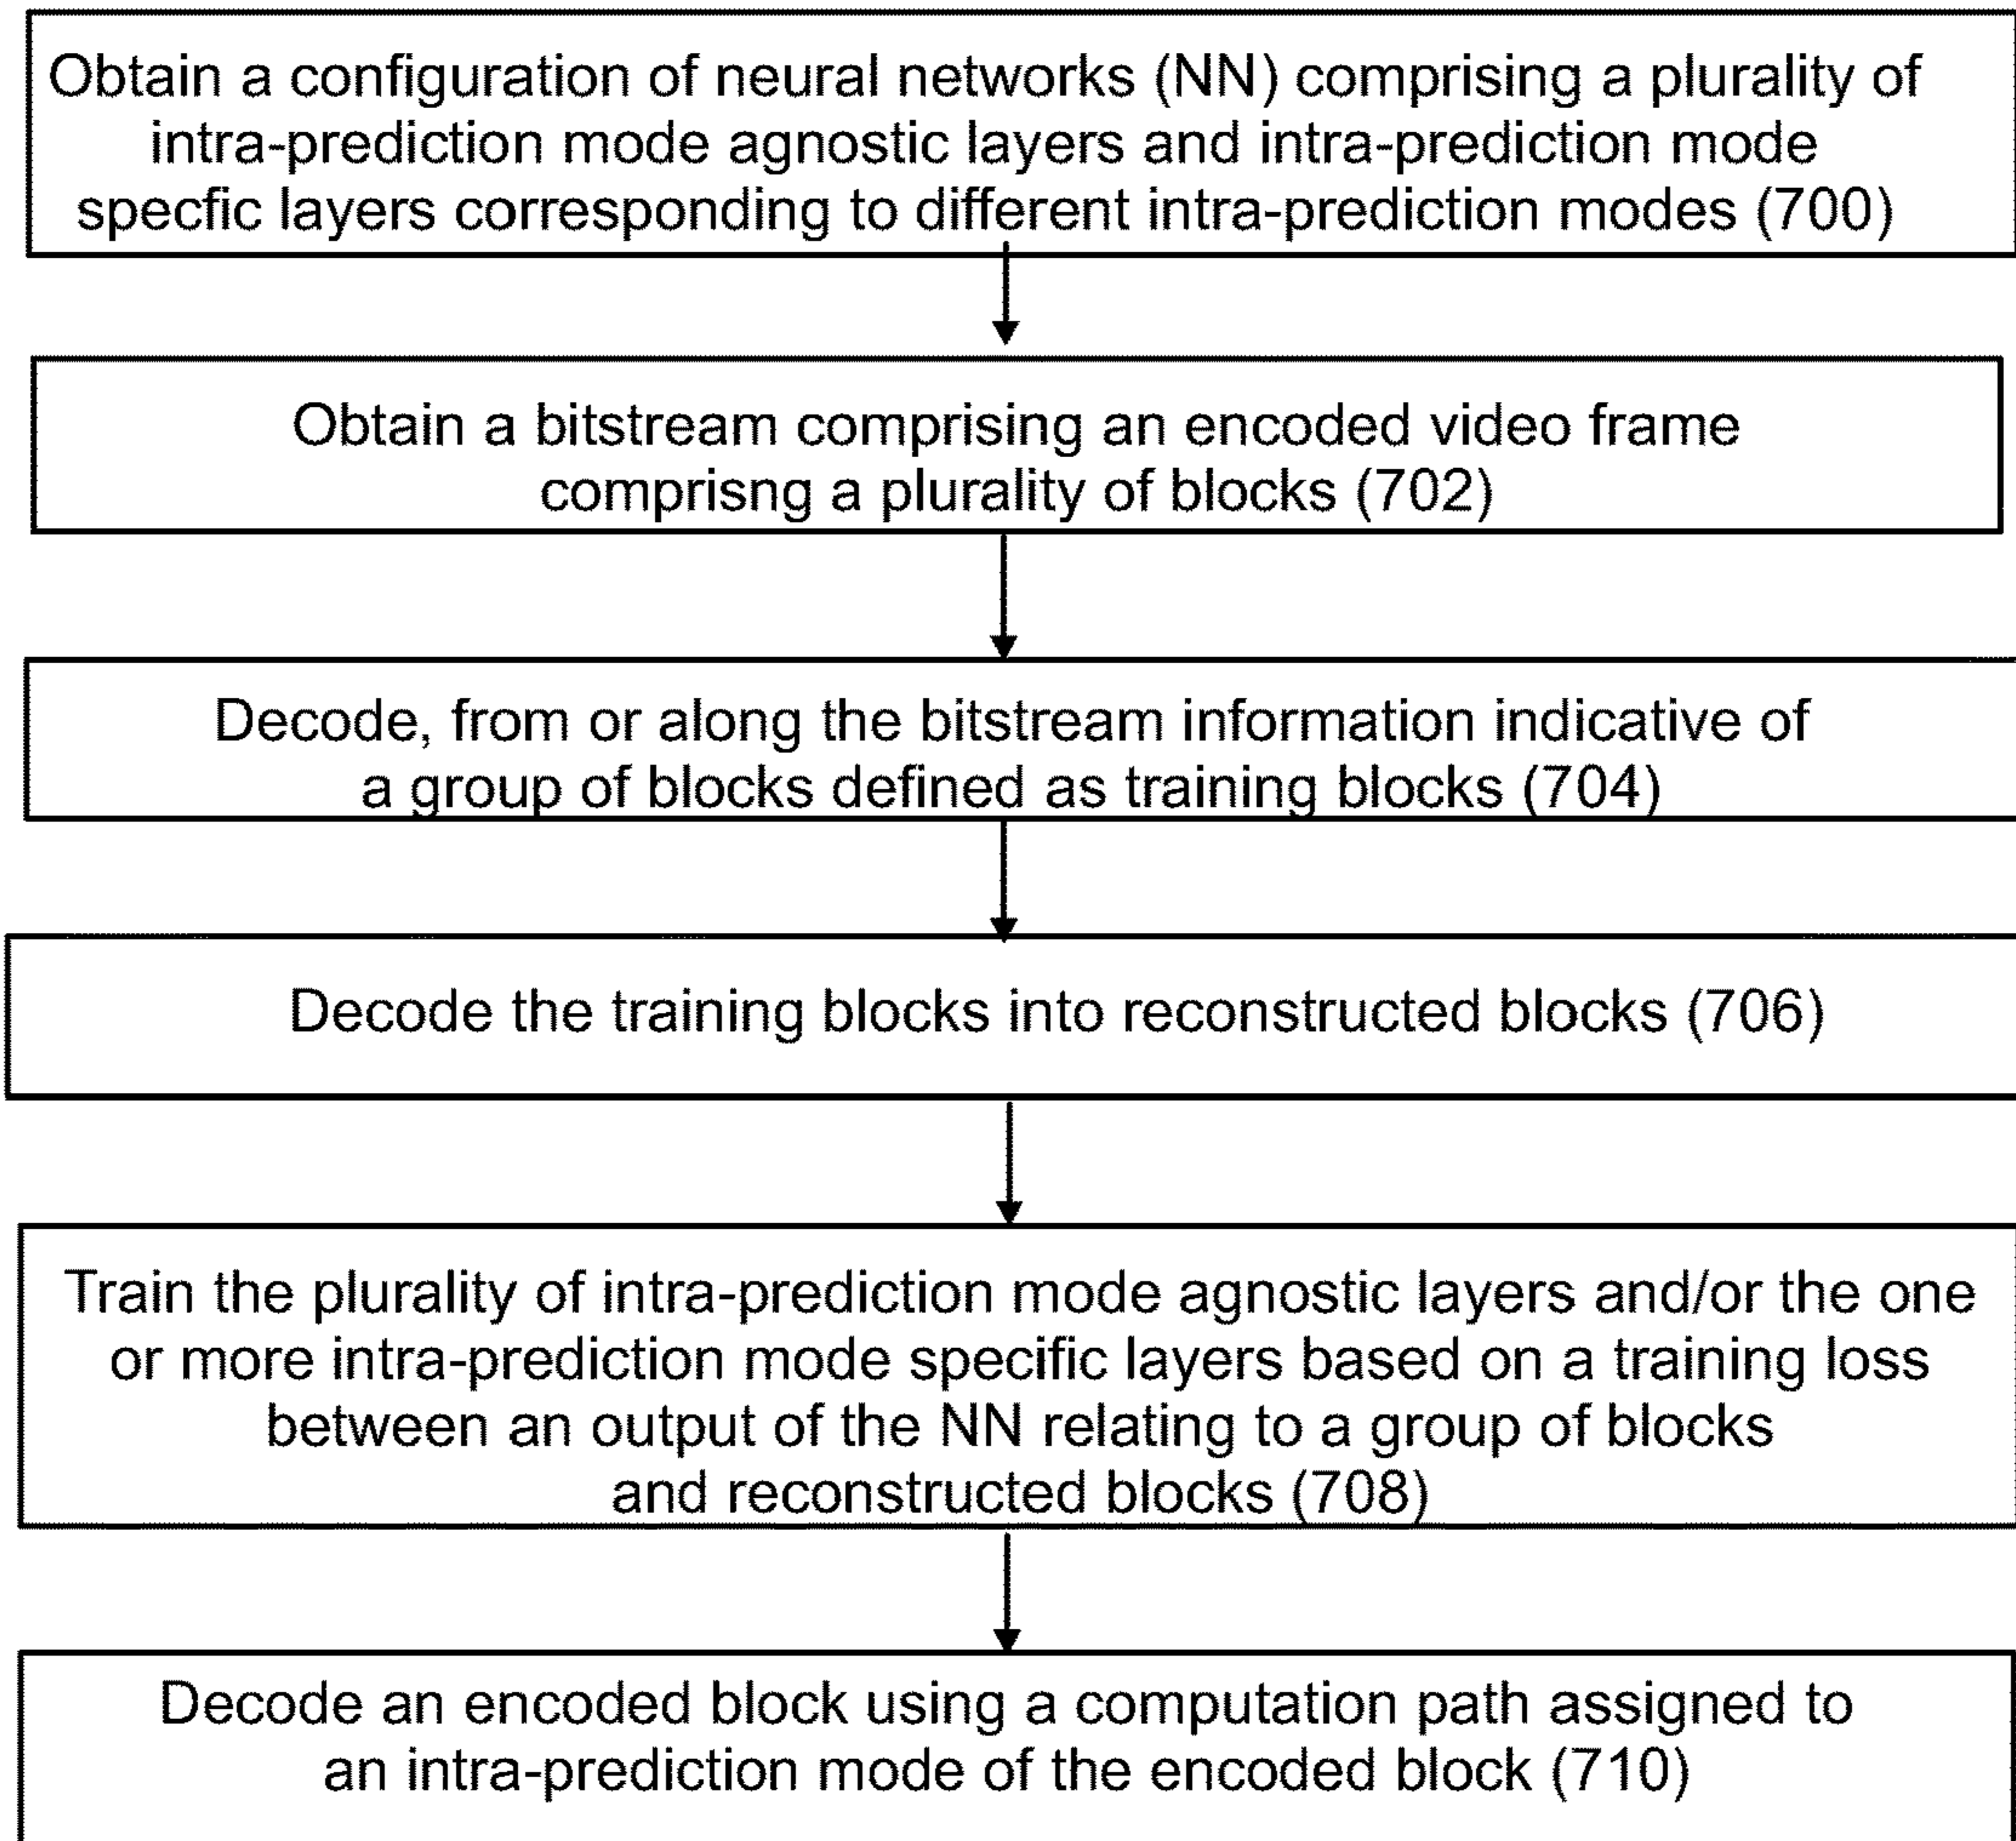 Obtain a configuration of neural networks (NN) comprising a plurality of
intra-prediction mode agnostic layers and intra-prediction mode
specfic layers corresponding to different intra-prediction modes (700)
Obtain a bitstream comprising an encoded video frame
comprisng a plurality of blocks (702)
Decode, from or along the bitstream information indicative of
a group of blocks defined as training blocks (704)
Decode the training blocks into reconstructed blocks (706)
Train the plurality of intra-prediction mode agnostic layers and/or the one
or more intra-prediction mode specific layers based on a training loss
between an output of the NN relating to a group of blocks
and reconstructed blocks (708)
Decode an encoded block using a computation path assigned to
an intra-prediction mode of the encoded block (710)